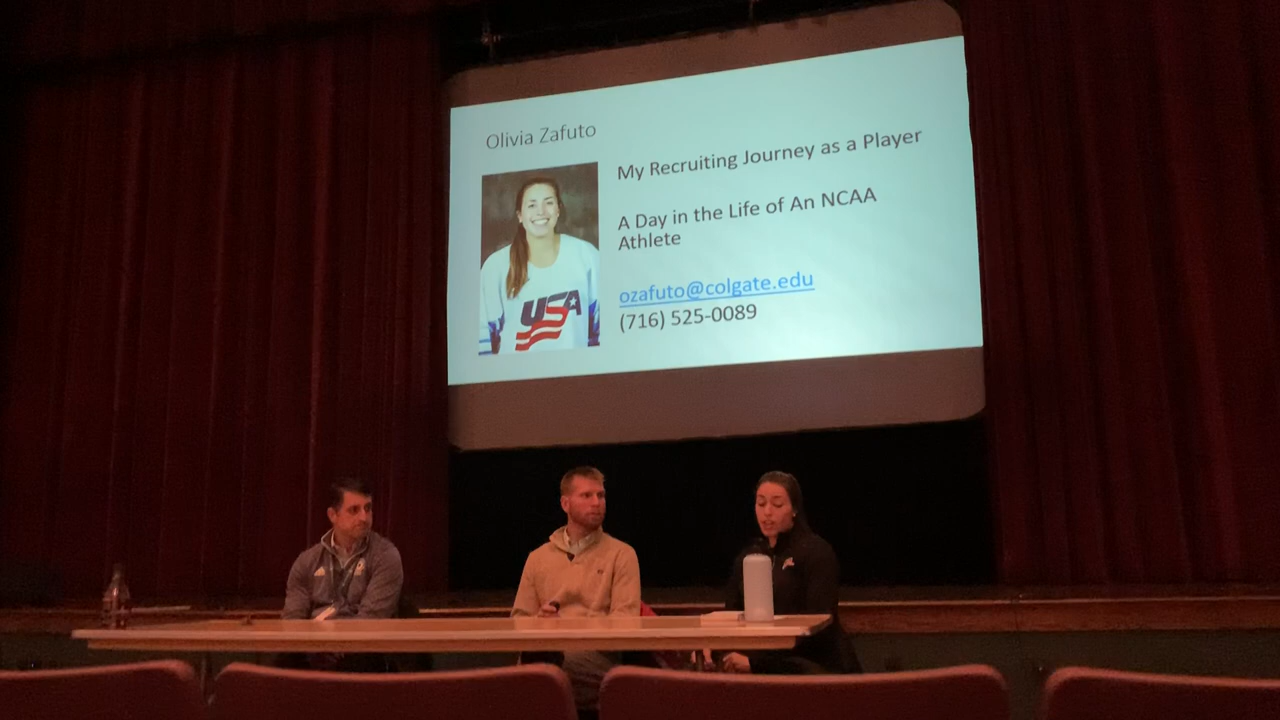 Olivia Zafuto
My Recruiting Journey as a Player
A Day in the Life of An NCAA
Athlete
ozafuto@colgate.edu
(716) 525-0089
USA